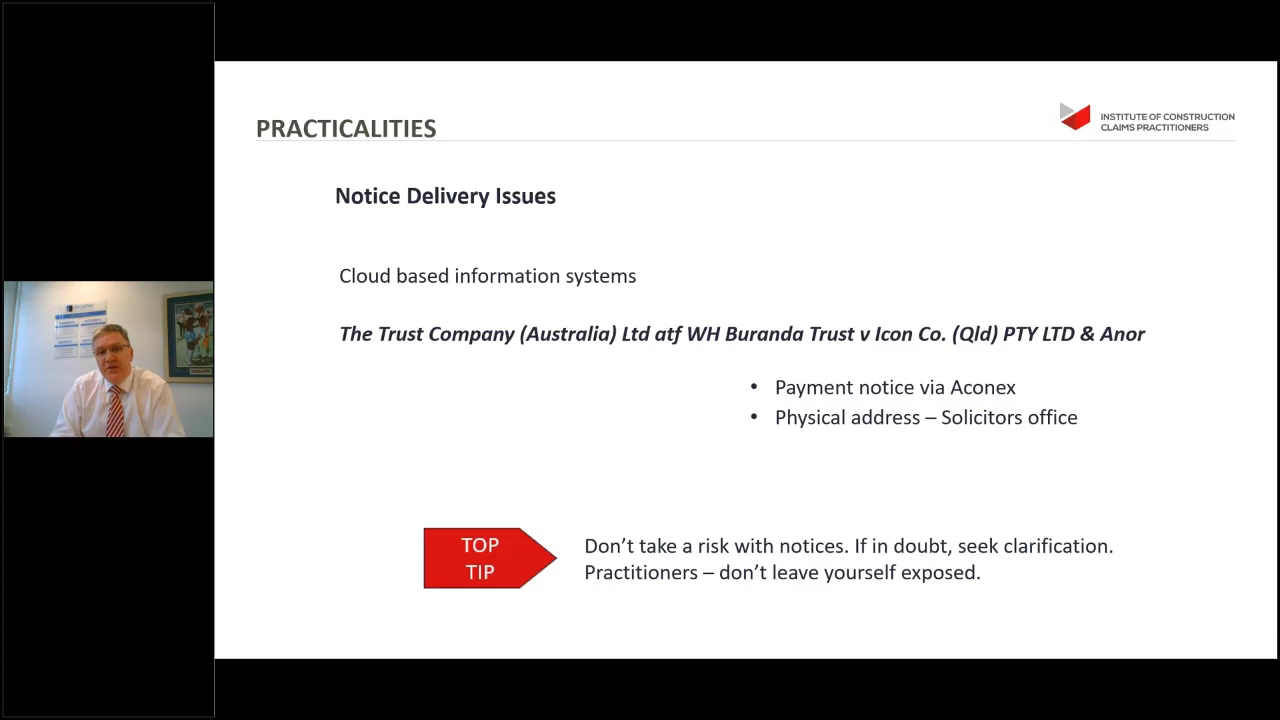 PRACTICALITIES
INSTITUTE OF CONSTRUCTION
CLAIMS PRACTITIONERS
Notice Delivery Issues
Cloud based information systems
The Trust Company (Australia) Ltd atf WH Buranda Trust v Icon Co. (Qld) PTY LTD & Anor
• Payment notice via Aconex
• Physical address – Solicitors office
TOP
TIP
Don’t take a risk with notices. If in doubt, seek clarification.
Practitioners – don’t leave yourself exposed.